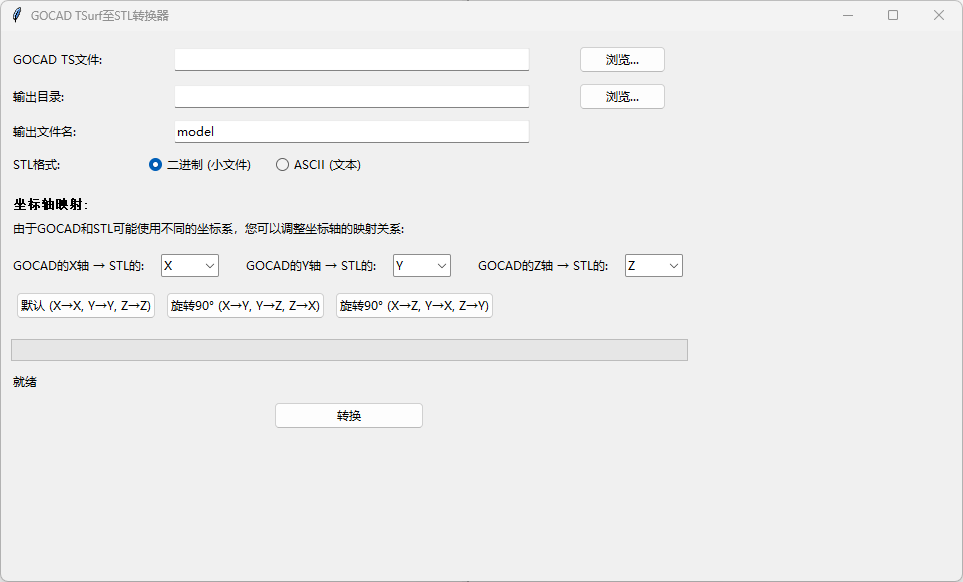 GOCAD TSurf至STL转换器
GOCAD TS文件: 浏览...
输出目录: 浏览...
输出文件名: model
STL格式: 二进制 (小文件) ASCII (文本)
坐标轴映射:
由于GOCAD和STL可能使用不同的坐标系，您可以调整坐标轴的映射关系:
GOCAD的X轴 → STL的: X GOCAD的Y轴 → STL的: Y GOCAD的Z轴 → STL的: Z
默认 (X→X, Y→Y, Z→Z) 旋转90° (X→Y, Y→Z, Z→X) 旋转90° (X→Z, Y→X, Z→Y)
就绪
转换